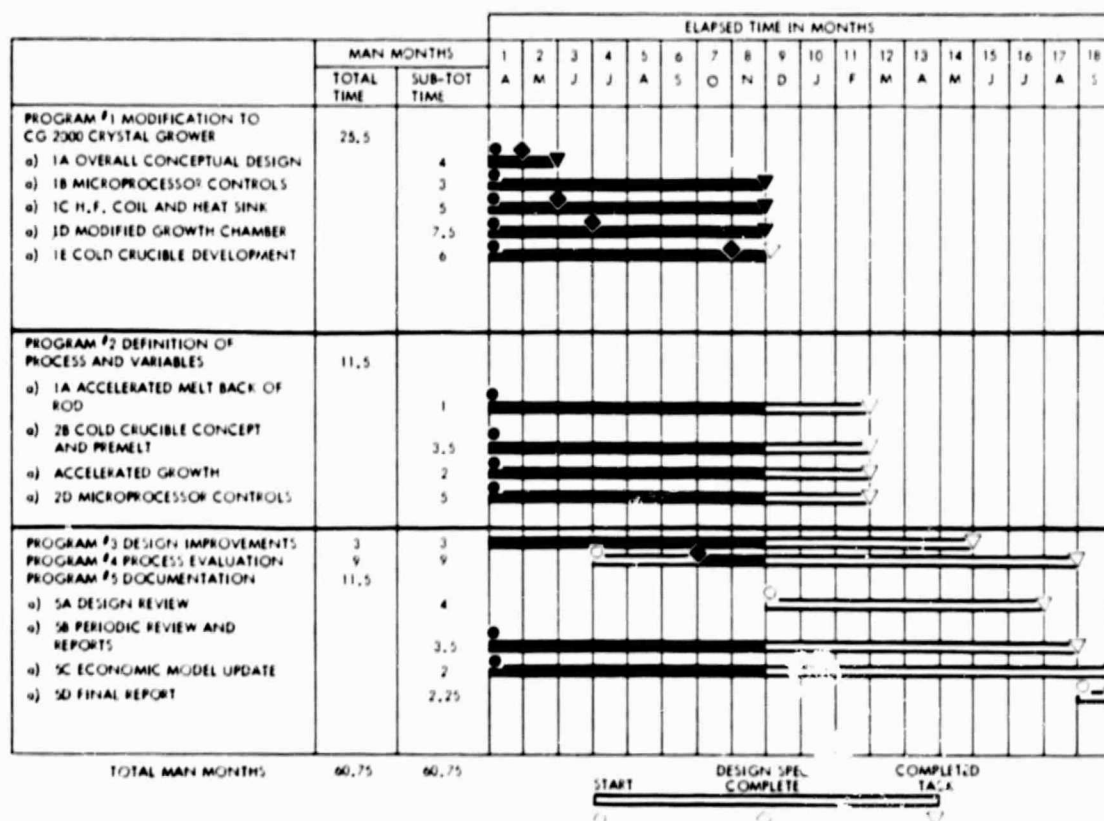 ELAPSED TIME IN MONTHS
MAN MONTHS 1 2 3 4 5 6 7 8 9 10 11 12 13 14 15 16 17 18
TOTAL TIME SUB-TOT TIME A M J J A S O N D J F M A M J J A S
PROGRAM #1 MODIFICATION TO
CG 2000 CRYSTAL GROWER 25.5
a) 1A OVERALL CONCEPTUAL DESIGN 4
a) 1B MICROPROCESSOR CONTROLS 3
a) 1C H.F. COIL AND HEAT SINK 5
a) 1D MODIFIED GROWTH CHAMBER 7.5
a) 1E COLD CRUCIBLE DEVELOPMENT 6
PROGRAM #2 DEFINITION OF
PROCESS AND VARIABLES 11.5
a) 1A ACCELERATED MELT BACK OF
ROD 1
a) 2B COLD CRUCIBLE CONCEPT
AND PREMELT 3.5
a) ACCELERATED GROWTH 2
a) 2D MICROPROCESSOR CONTROLS 5
PROGRAM #3 DESIGN IMPROVEMENTS 3 3
PROGRAM #4 PROCESS EVALUATION 9 9
PROGRAM #5 DOCUMENTATION 11.5
a) 5A DESIGN REVIEW 4
a) 5B PERIODIC REVIEW AND
REPORTS 3.5
a) 5C ECONOMIC MODEL UPDATE 2
a) 5D FINAL REPORT 2.25
TOTAL MAN MONTHS 60.75 60.75
DESIGN SPEC COMPLETED
START COMPLETE TASK